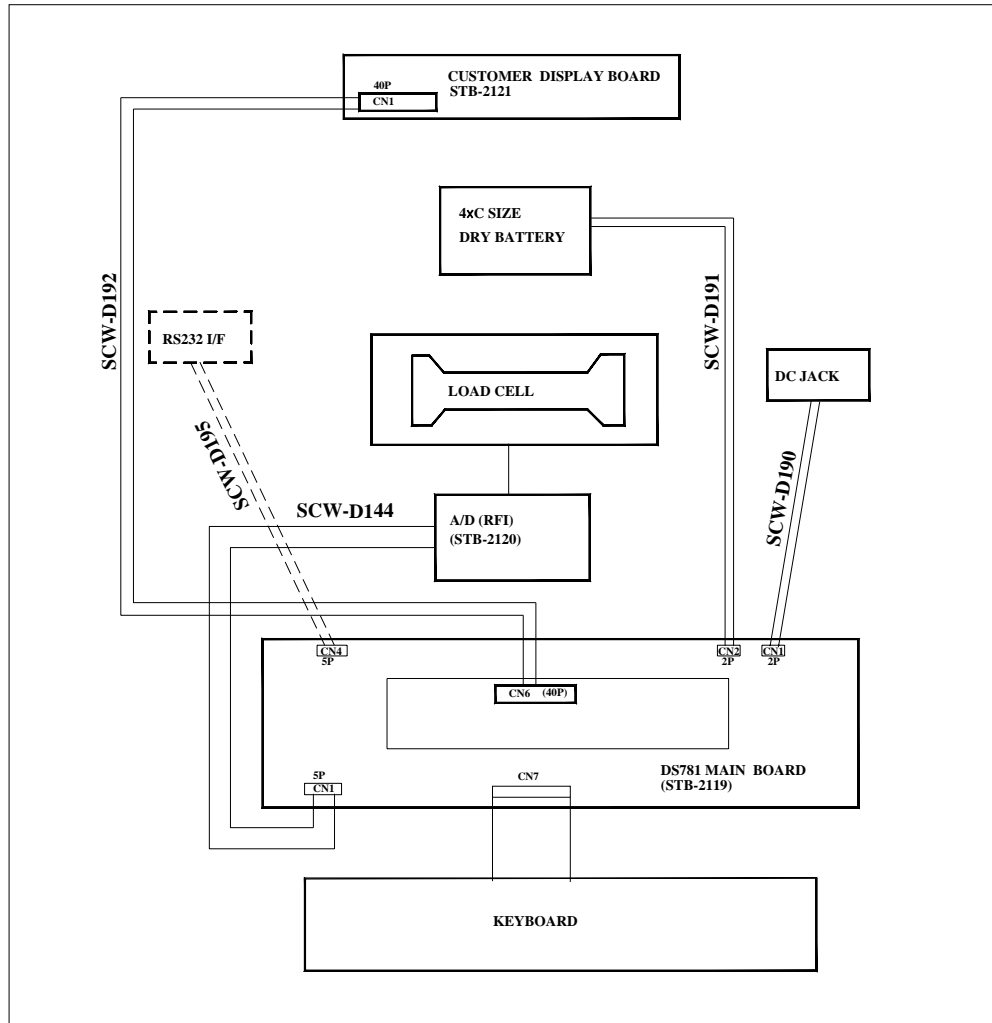 CUSTOMER DISPLAY BOARD
STB-2121
40P
CN1
4xC SIZE
DRY BATTERY
SCW-D192
SCW-D191
RS232 I/F
DC JACK
LOAD CELL
SCW-D195
SCW-D190
SCW-D144
A/D (RFI)
(STB-2120)
CN4
5P
CN2
2P
CN1
2P
CN6 (40P)
DS781 MAIN BOARD
(STB-2119)
5P
CN1
CN7
KEYBOARD